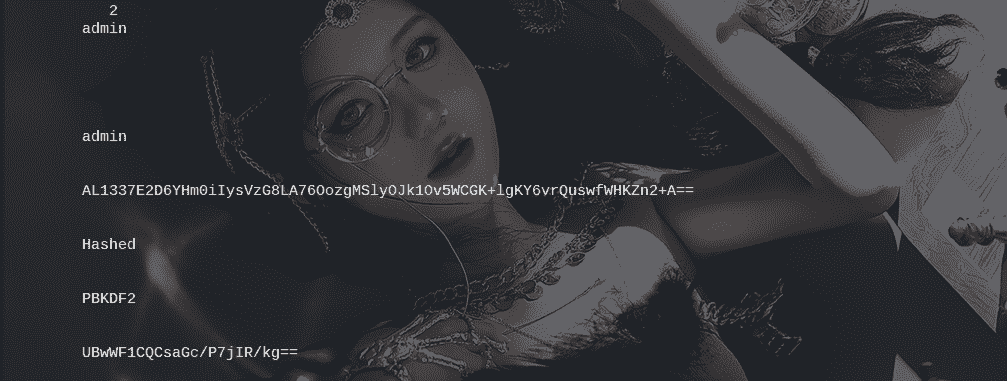 2
admin
admin
AL1337E2D6YHm0iIysVzG8LA76OozgMSlyOJk1Ov5WCGK+lgKY6vrQuswfWHKZn2+A==
Hashed
PBKDF2
UBwWF1CQCsaGc/P7jIR/kg==